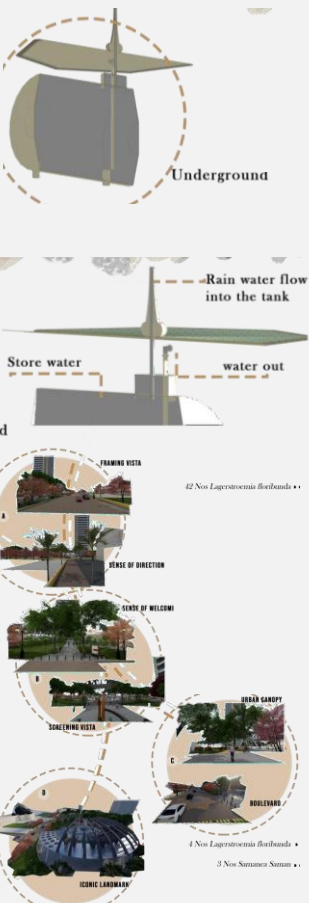 Underground
Rain water flow
into the tank
Store water
water out
d
FRAMING VISTA
42 Nos Lagerstroemia floribunda
A
SENSE OF DIRECTION
SENSE OF WELCOM
B
SCREENING VISTA
URBAN CANOPY
C
BOULEVARD
D
4 Nos Lagerstroemia floribunda
3 Nos Samanea Saman
ICONIC LANDMARK